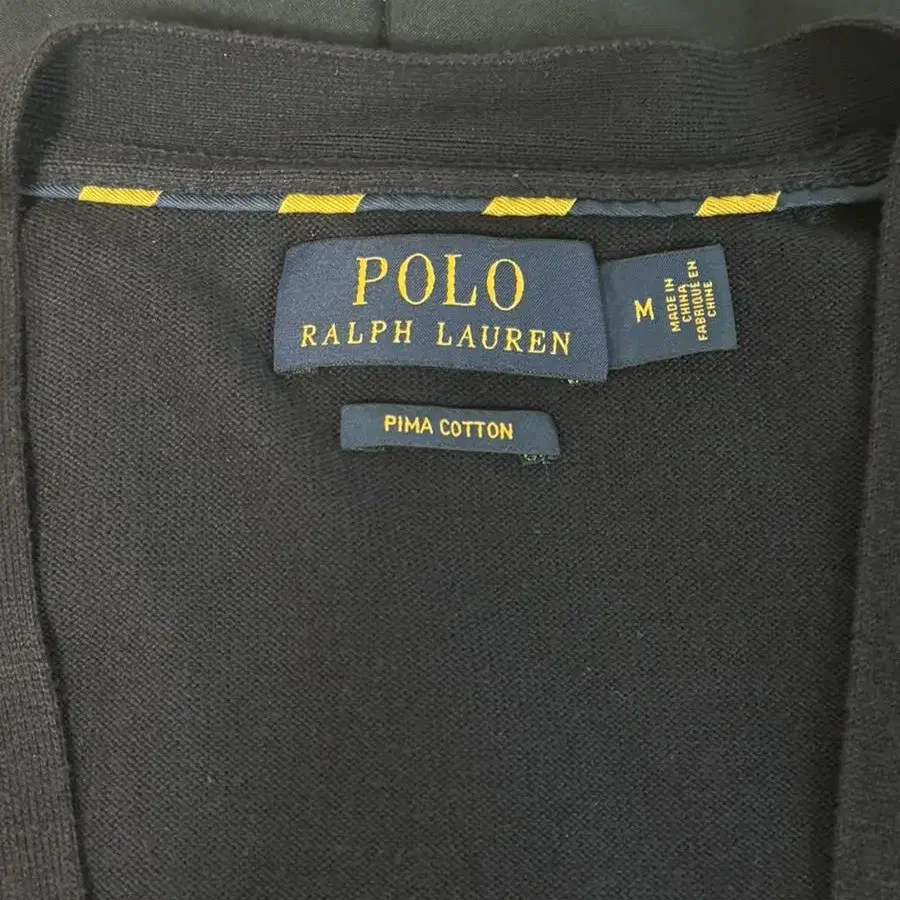 POLO
RALPH LAUREN
M
MADE IN
CHINA
FABRIQUÉ EN
CHINE
PIMA COTTON